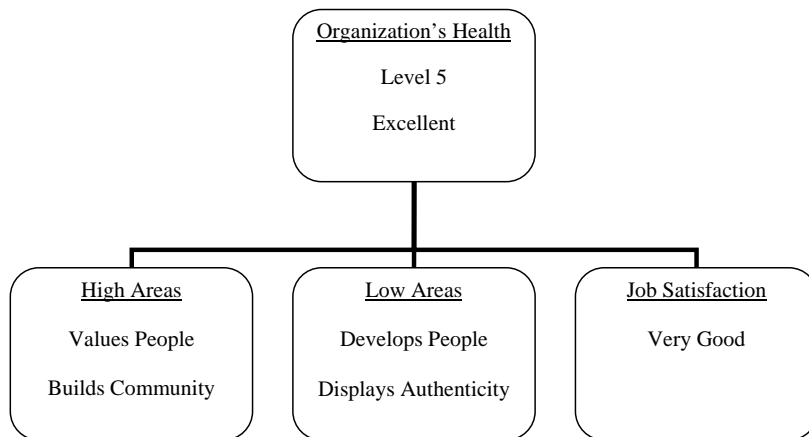 Organization’s Health
Level 5
Excellent
High Areas
Values People
Builds Community
Low Areas
Develops People
Displays Authenticity
Job Satisfaction
Very Good